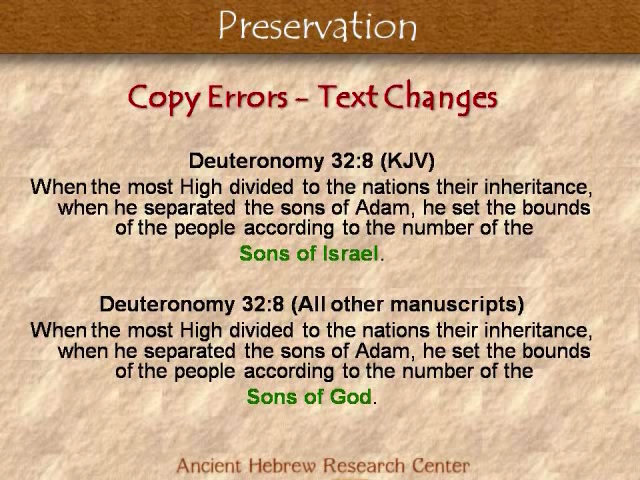 Preservation
Copy Errors – Text Changes
Deuteronomy 32:8 (KJV)
When the most High divided to the nations their inheritance,
when he separated the sons of Adam, he set the bounds
of the people according to the number of the
Sons of Israel.
Deuteronomy 32:8 (All other manuscripts)
When the most High divided to the nations their inheritance,
when he separated the sons of Adam, he set the bounds
of the people according to the number of the
Sons of God.
Ancient Hebrew Research Center